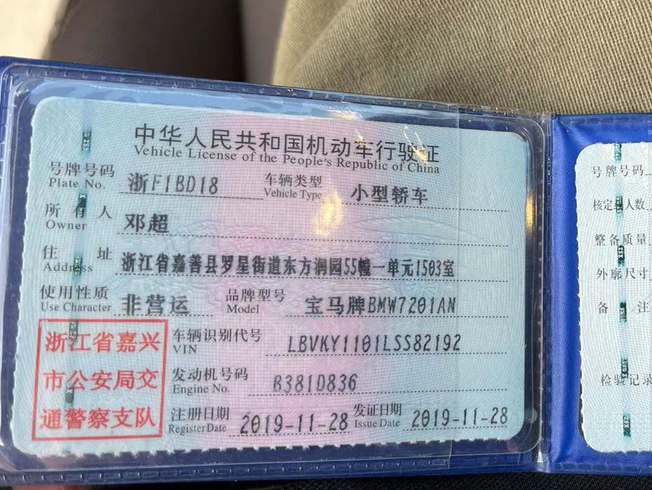 中华人民共和国机动车行驶证
Vehicle License of the People's Republic of China
号牌号码 浙F1BD18 车辆类型 小型轿车
Plate No. Vehicle Type
所有人 邓超
Owner
住址 浙江省嘉善县罗星街道东方润园55幢一单元1503室
Address
使用性质 非营运 品牌型号 宝马牌BMW7201AN
Use Character Model
浙江省嘉兴
市公安局交
通警察支队
车辆识别代号 LBVKY1101LSS82192
VIN
发动机号码 B381D836
Engine No.
注册日期 2019-11-28 发证日期 2019-11-28
Register Date Issue Date
号牌号码
核定 人数
整备质量
外廓尺寸
备注
检验记录